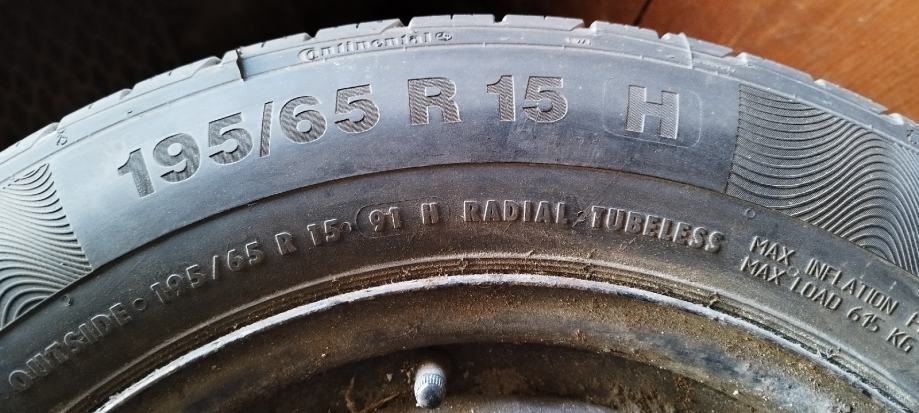 Continental
195/65 R 15 H
OUTSIDE • 195/65 R 15 • 91 H RADIAL TUBELESS
MAX INFLATION
MAX • LOAD 615 KG